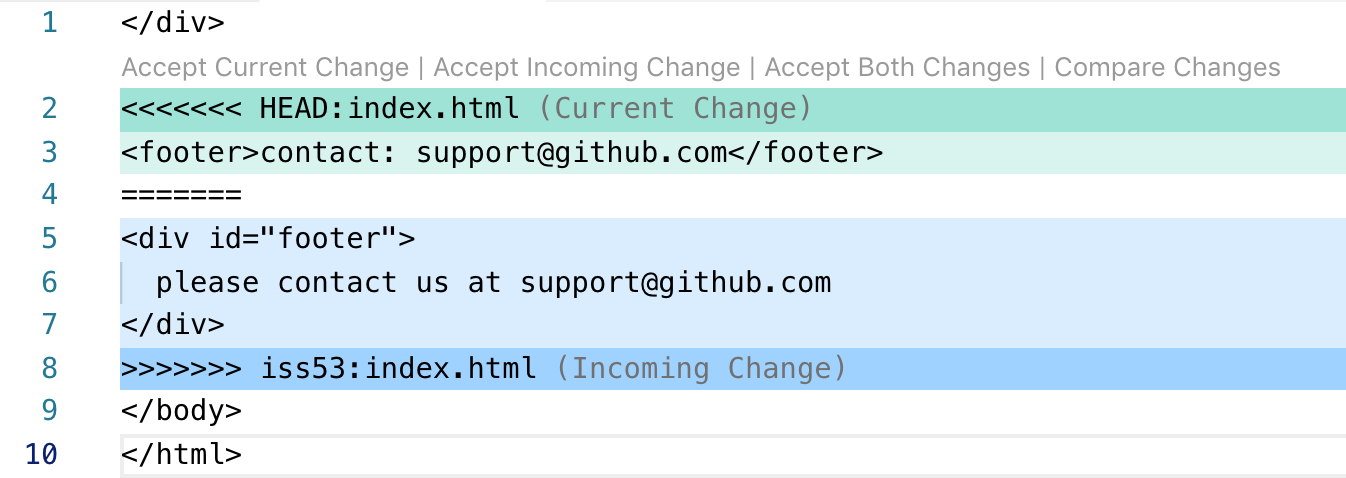 1 </div>
Accept Current Change | Accept Incoming Change | Accept Both Changes | Compare Changes
2 <<<<<<< HEAD:index.html (Current Change)
3 <footer>contact: support@github.com</footer>
4 =======
5 <div id="footer">
6   please contact us at support@github.com
7 </div>
8 >>>>>>> iss53:index.html (Incoming Change)
9 </body>
10 </html>